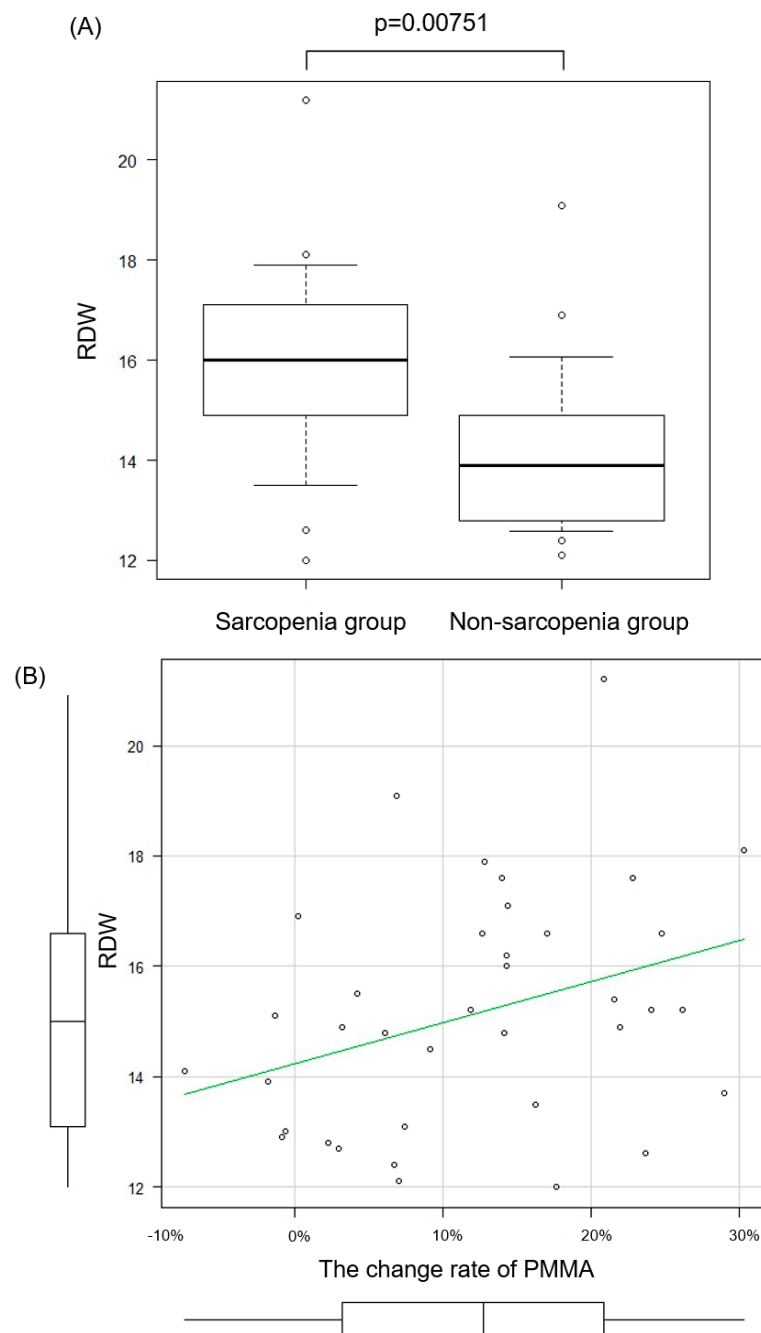 (A)
p=0.00751
20
18
16
14
12
RDW
Sarcopenia group Non-sarcopenia group
(B)
20
18
16
14
12
RDW
-10% 0% 10% 20% 30%
The change rate of PMMA